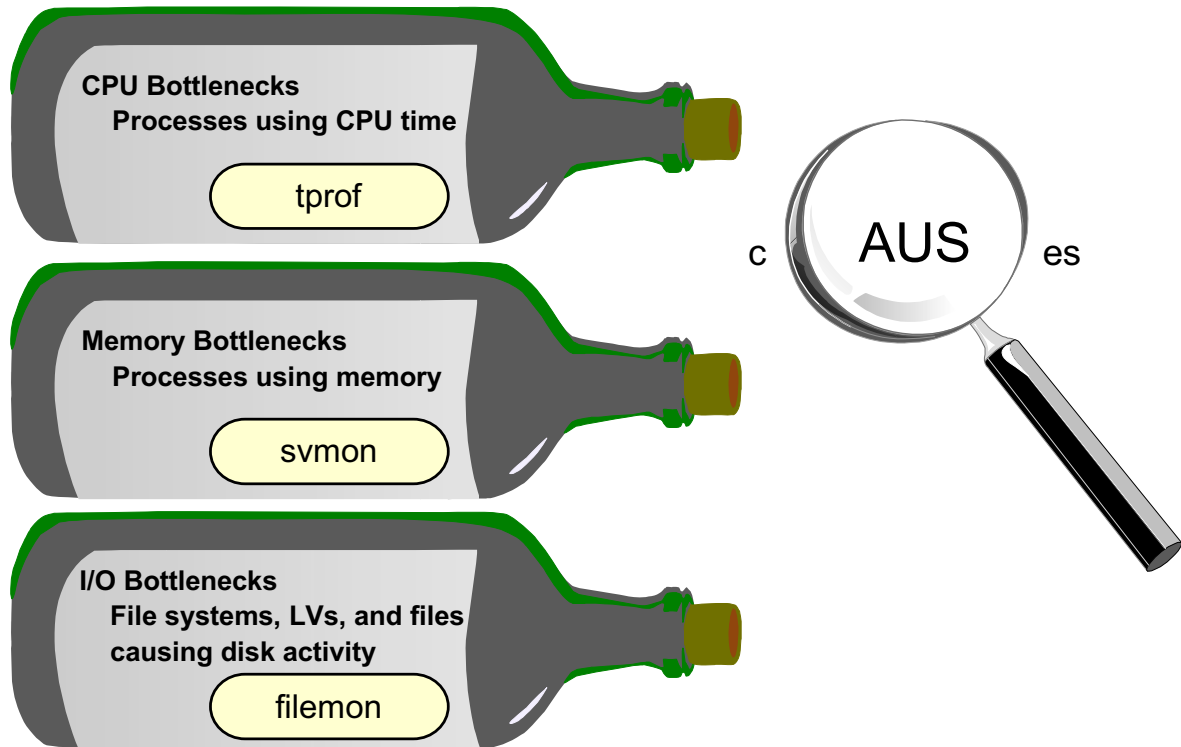 CPU Bottlenecks
Processes using CPU time
tprof
c AUS es
Memory Bottlenecks
Processes using memory
svmon
I/O Bottlenecks
File systems, LVs, and files
causing disk activity
filemon